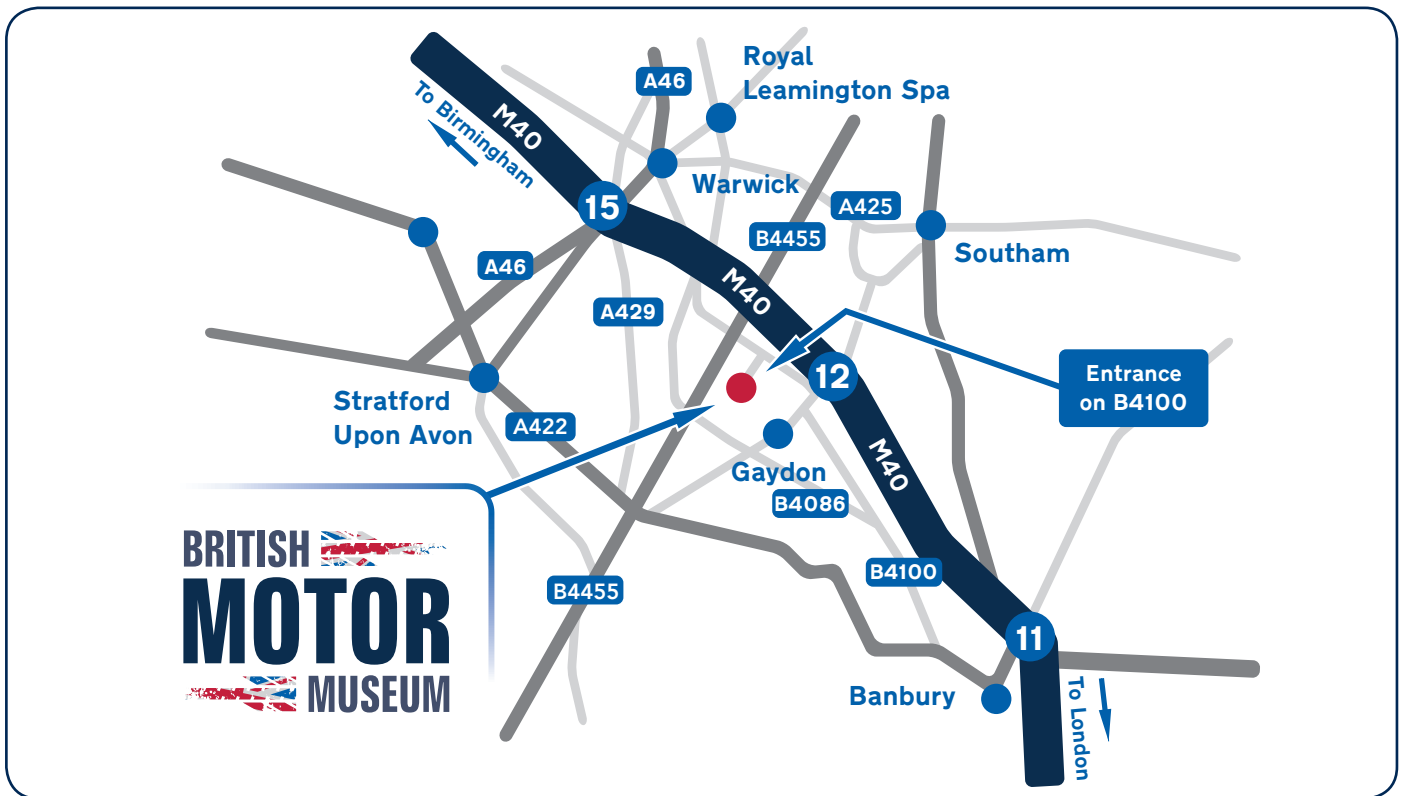 Royal
Leamington Spa
A46
To Birmingham
M40
Warwick
15
A425
B4455
Southam
A46
M40
A429
12
Entrance
on B4100
Stratford
Upon Avon
A422
Gaydon
M40
B4086
BRITISH
MOTOR
MUSEUM
B4455
B4100
11
Banbury
To London